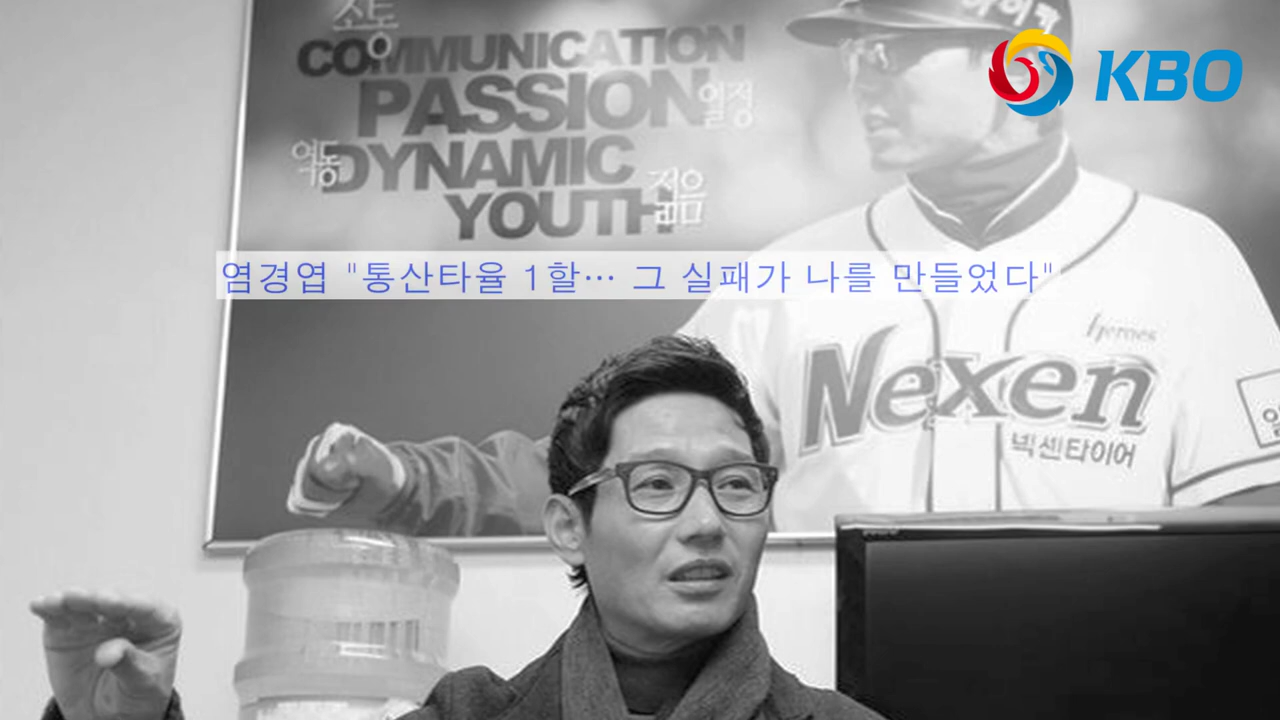 소통
COMMUNICATION
PASSION 열정
역동 DYNAMIC
YOUTH 젊음
KBO
염경엽 "통산타율 1할… 그 실패가 나를 만들었다"
heroes
Nexen
넥센타이어